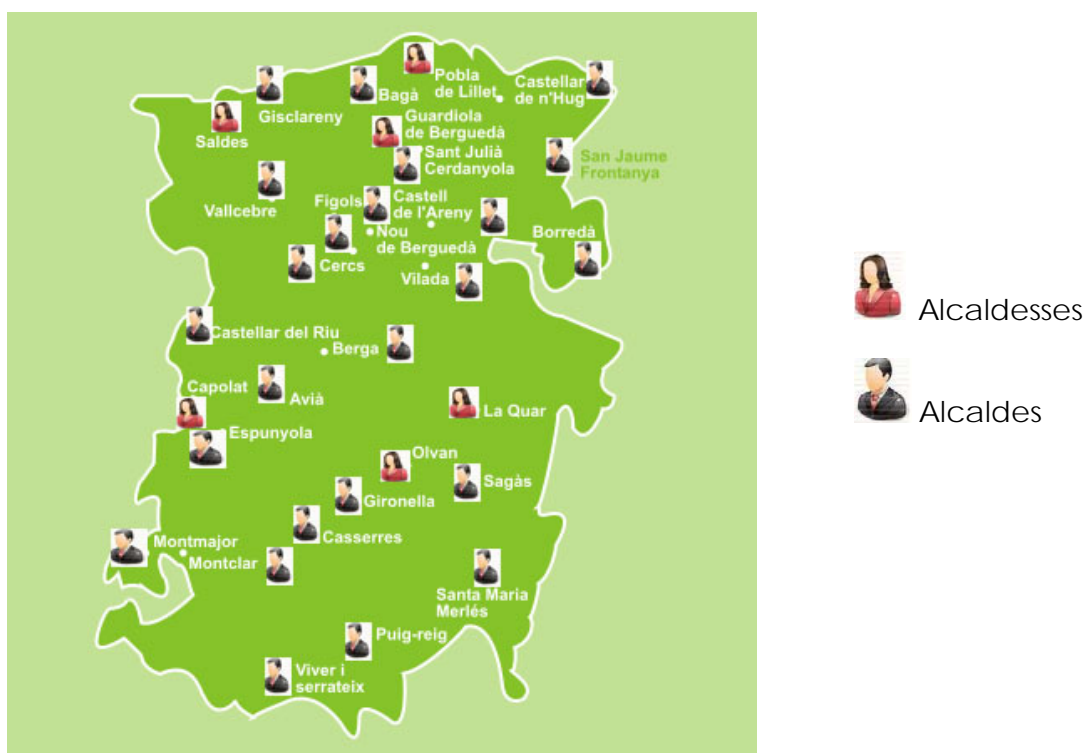 Pobla
de Lillet
Castellar
de n'Hug
Bagà
Gisclareny
Guardiola
de Berguedà
Saldes
Sant Julià
Cerdanyola
San Jaume
Frontanya
Vallcebre
Figols
Castell
de l'Areny
Nou
de Berguedà
Borredà
Cercs
Vilada
Alcaldesses
Castellar del Riu
Berga
Capolat
Avià
La Quar
Alcaldes
Espunyola
Olvan
Sagàs
Gironella
Casserres
Montmajor
Montclar
Santa Maria
Merlés
Puig-reig
Viver i
serrateix